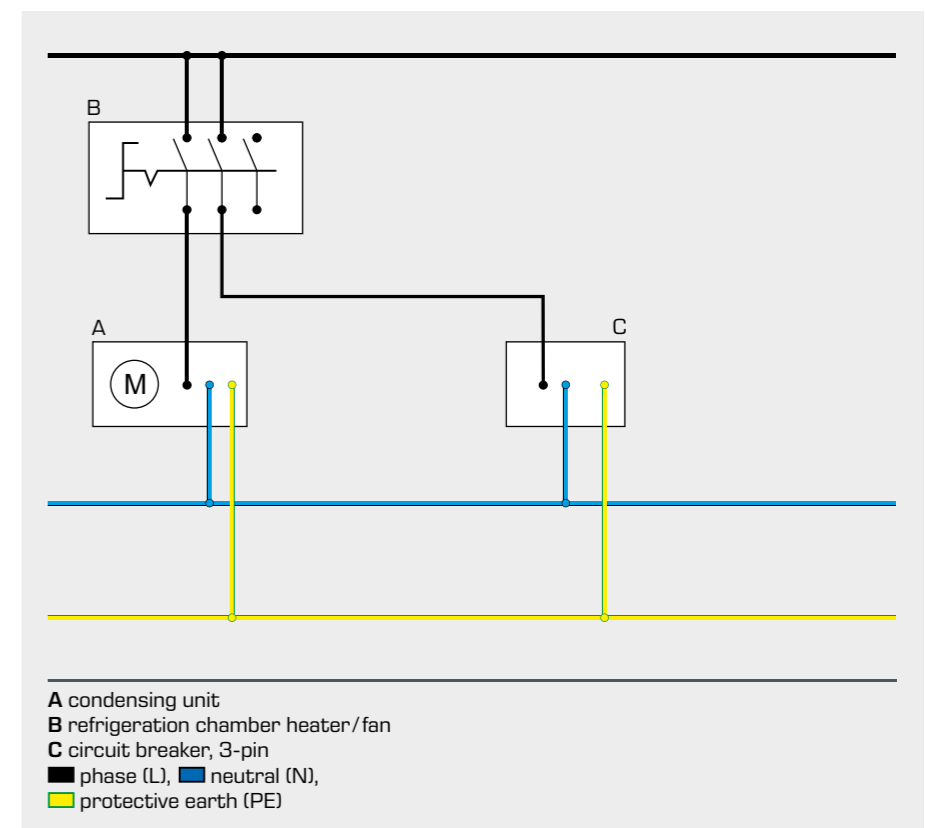 B
A
C
M
A condensing unit
B refrigeration chamber heater/fan
C circuit breaker, 3-pin
phase (L), neutral (N),
protective earth (PE)